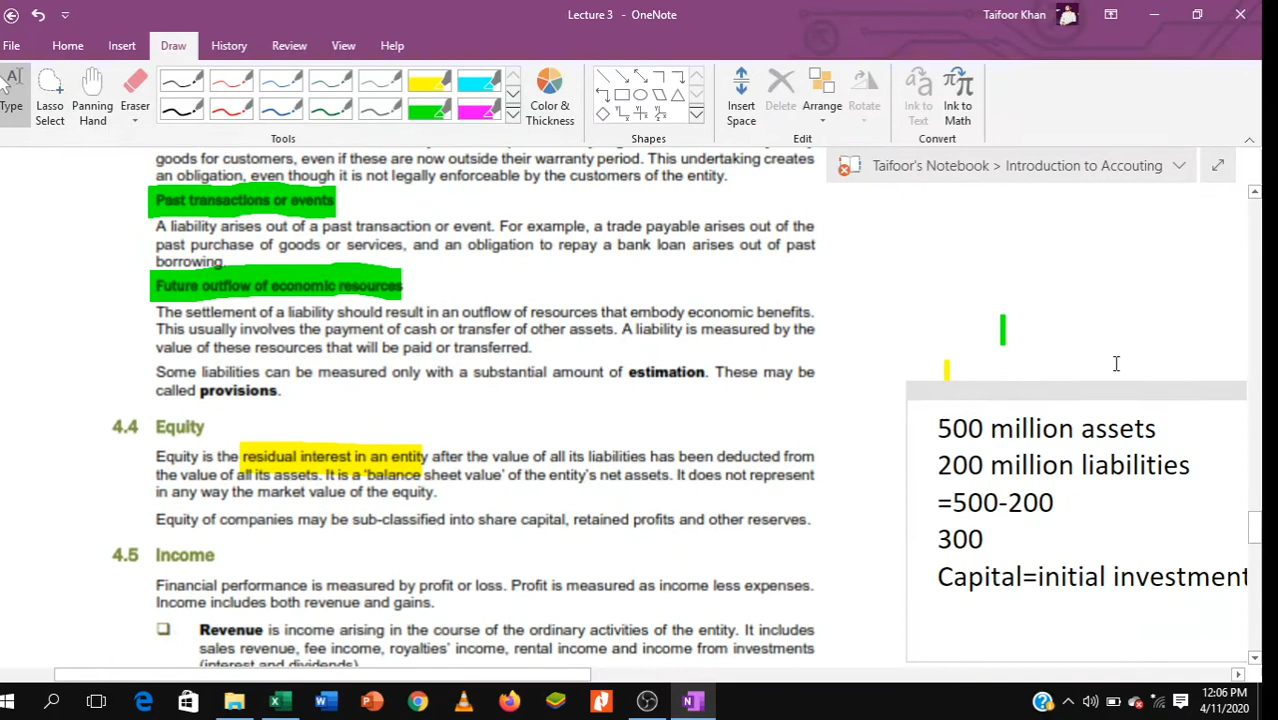 Lecture 3 - OneNote
Taifoor Khan
File Home Insert Draw History Review View Help
Type
Lasso Select
Panning Hand
Eraser
Color & Thickness
Insert Space
Delete
Arrange
Rotate
Ink to Text
Ink to Math
Tools
Shapes
Edit
Convert
Taifoor's Notebook > Introduction to Accouting
goods for customers, even if these are now outside their warranty period. This undertaking creates
an obligation, even though it is not legally enforceable by the customers of the entity.
Past transactions or events
A liability arises out of a past transaction or event. For example, a trade payable arises out of the
past purchase of goods or services, and an obligation to repay a bank loan arises out of past
borrowing.
Future outflow of economic resources
The settlement of a liability should result in an outflow of resources that embody economic benefits.
This usually involves the payment of cash or transfer of other assets. A liability is measured by the
value of these resources that will be paid or transferred.
Some liabilities can be measured only with a substantial amount of estimation. These may be
called provisions.
4.4 Equity
Equity is the residual interest in an entity after the value of all its liabilities has been deducted from
the value of all its assets. It is a 'balance sheet value' of the entity's net assets. It does not represent
in any way the market value of the equity.
Equity of companies may be sub-classified into share capital, retained profits and other reserves.
4.5 Income
Financial performance is measured by profit or loss. Profit is measured as income less expenses.
Income includes both revenue and gains.
Revenue is income arising in the course of the ordinary activities of the entity. It includes
sales revenue, fee income, royalties' income, rental income and income from investments
(interest and dividends)
500 million assets
200 million liabilities
=500-200
300
Capital=initial investment
12:06 PM
4/11/2020